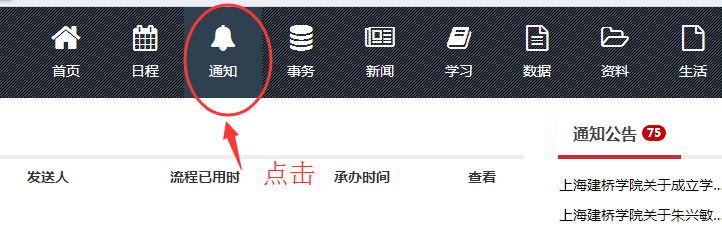 首页 日程 通知 事务 新闻 学习 数据 资料 生活
通知公告 75
发送人 流程已用时 点击 承办时间 查看
上海建桥学院关于成立学...
上海建桥学院关于朱兴敏...